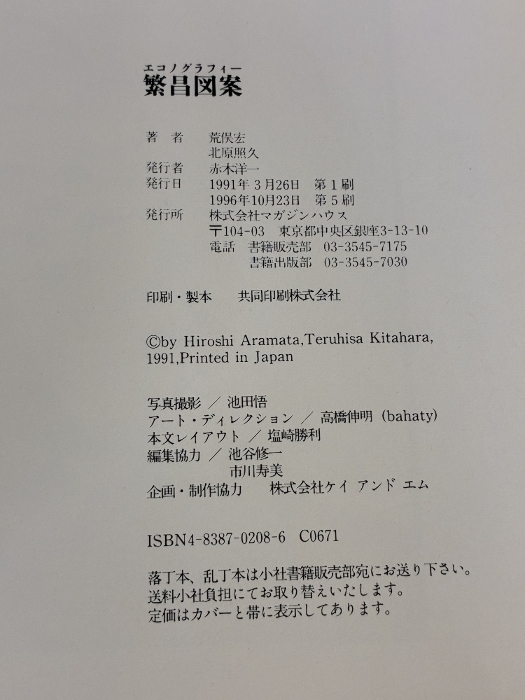 エコノグラフィー
繁昌図案
著　者　荒俣宏
北原照久
発行者　赤木洋一
発行日　1991年3月26日　第1刷
1996年10月23日　第5刷
発行所　株式会社マガジンハウス
〒104-03　東京都中央区銀座3-13-10
電話　書籍販売部　03-3545-7175
書籍出版部　03-3545-7030
印刷・製本　共同印刷株式会社
©by Hiroshi Aramata,Teruhisa Kitahara,
1991,Printed in Japan
写真撮影／池田悟
アート・ディレクション／高橋伸明（bahaty）
本文レイアウト／塩崎勝利
編集協力／池谷修一
市川寿美
企画・制作協力　株式会社ケイ アンド エム
ISBN4-8387-0208-6　C0671
落丁本、乱丁本は小社書籍販売部宛にお送り下さい。
送料小社負担にてお取り替えいたします。
定価はカバーと帯に表示してあります。